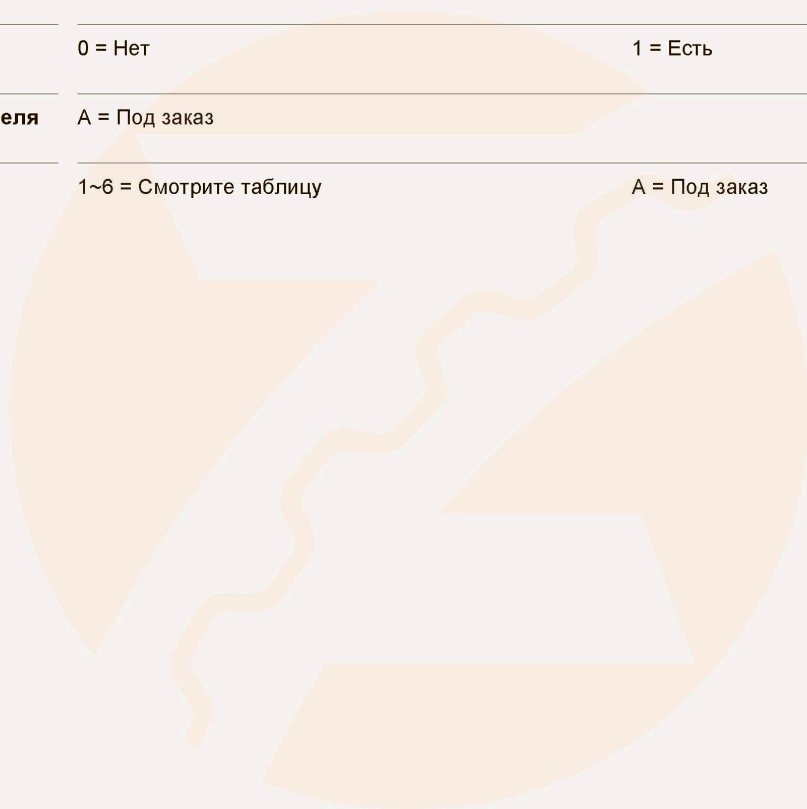 0 = Нет 1 = Есть
еля A = Под заказ
1~6 = Смотрите таблицу A = Под заказ